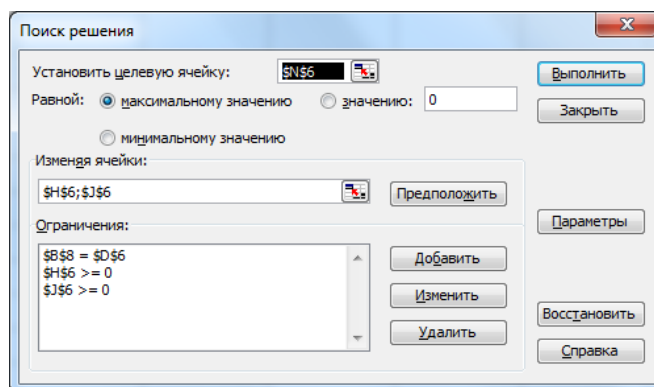 Поиск решения
Установить целевую ячейку: $N$6
Выполнить
Равной: максимальному значению значению: 0
Закрыть
минимальному значению
Изменяя ячейки:
$H$6;$J$6 Предположить
Параметры
Ограничения:
$B$8 = $D$6
$H$6 >= 0
$J$6 >= 0
Добавить
Изменить
Удалить
Восстановить
Справка